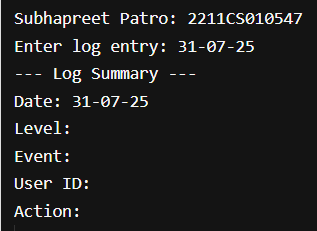 Subhapreet Patro: 2211CS010547
Enter log entry: 31-07-25
--- Log Summary ---
Date: 31-07-25
Level:
Event:
User ID:
Action: